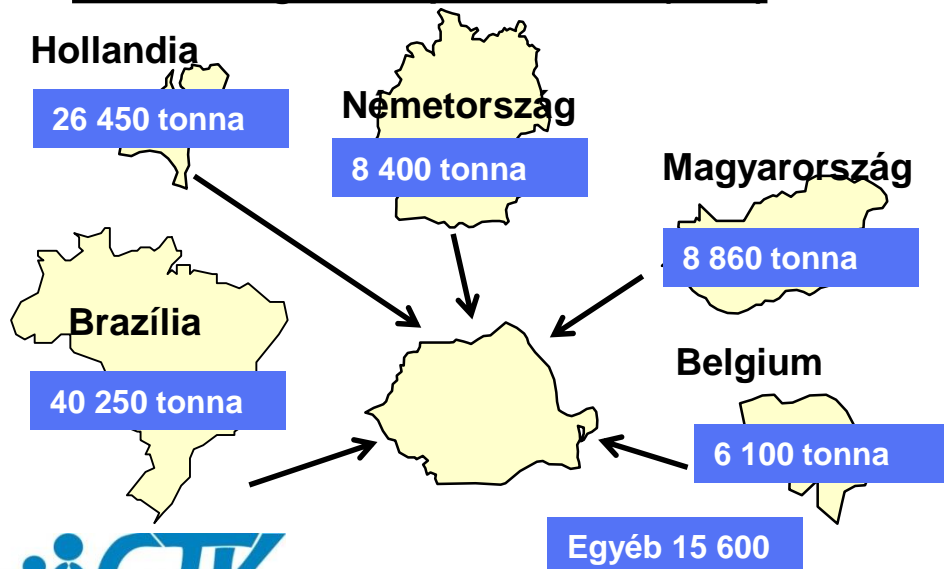 Hollandia
26 450 tonna
Németország
8 400 tonna
Magyarország
8 860 tonna
Brazília
40 250 tonna
Belgium
6 100 tonna
Egyéb 15 600